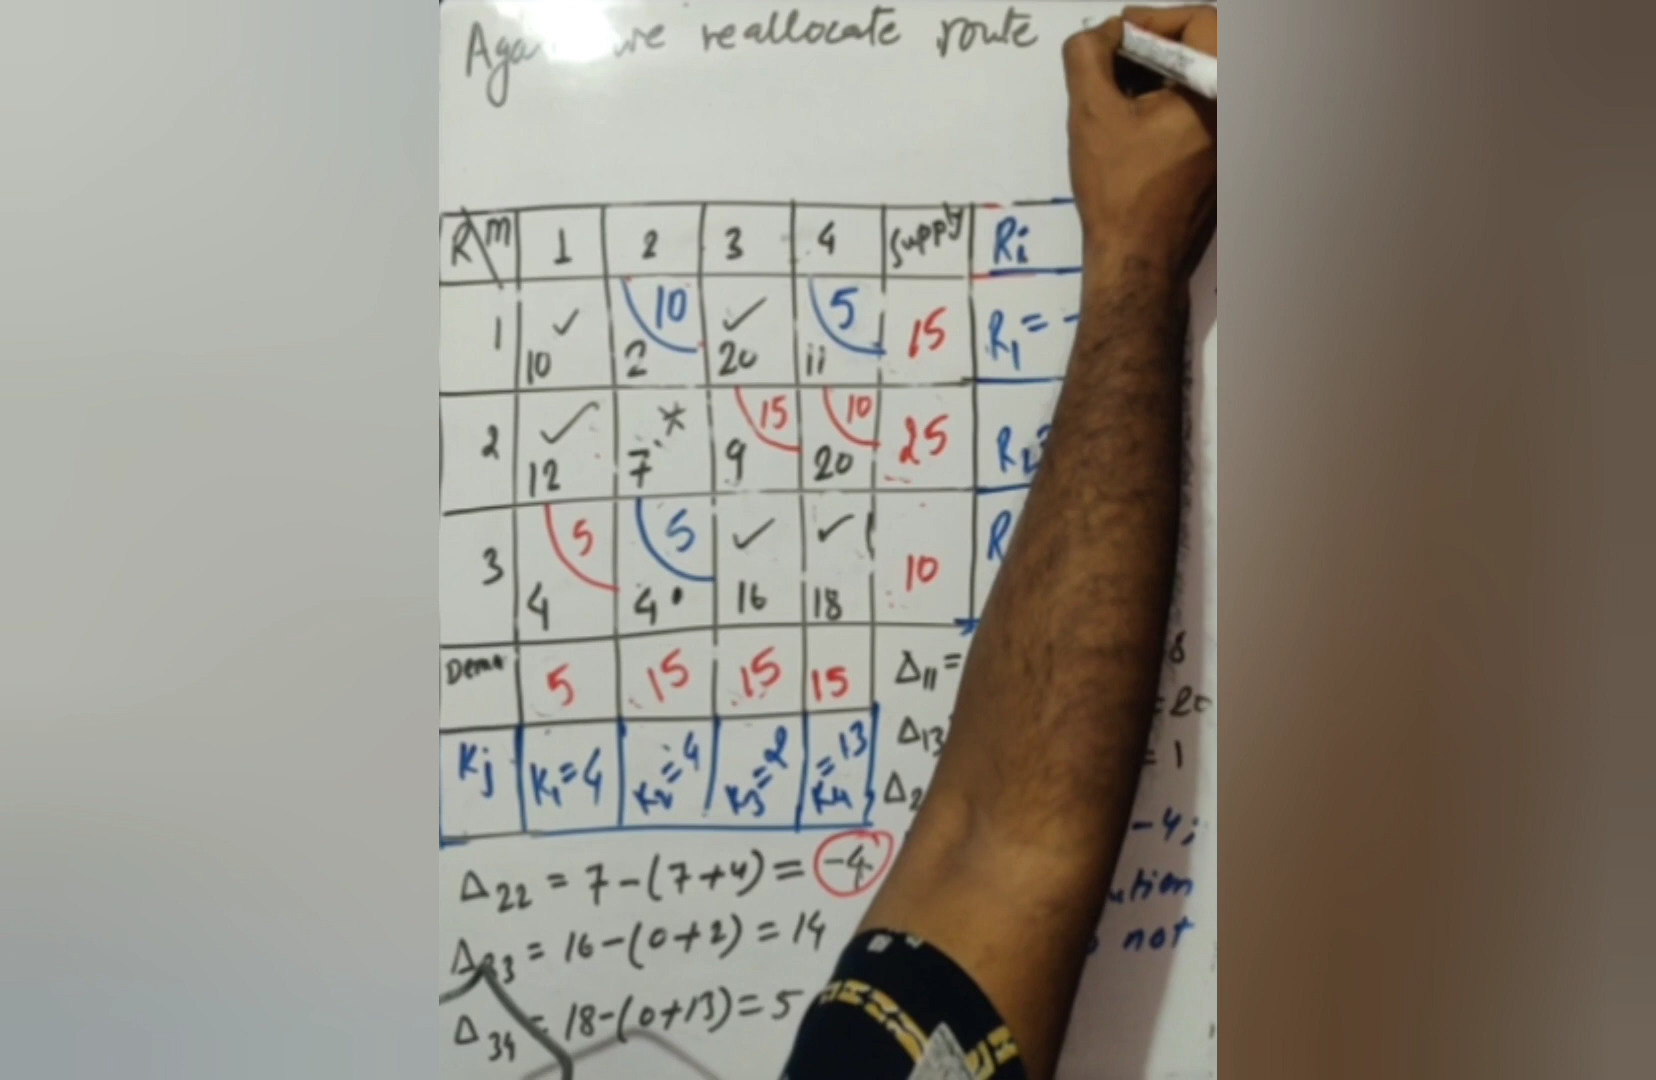 we reallocate route
R m 1 2 3 4 Supply Ri
1 10 ✓ 2 10 20 ✓ 11 5 15 R₁ = -
2 12 ✓ 7 * 9 15 20 10 25 R₂
3 4 5 4 5 16 ✓ 18 ✓ 10 R
Dema 5 15 15 15
Kj K₁ = 4 K₂ = 4 K₃ = 2 K₄ = 13
Δ₁₁ = 8
Δ₁₃ = 20
Δ₂ = 1
-4;
Δ₂₂ = 7-(7+4) = -4
not
Δ₃₃ = 16-(0+2) = 14
Δ₃₄ = 18-(0+13) = 5